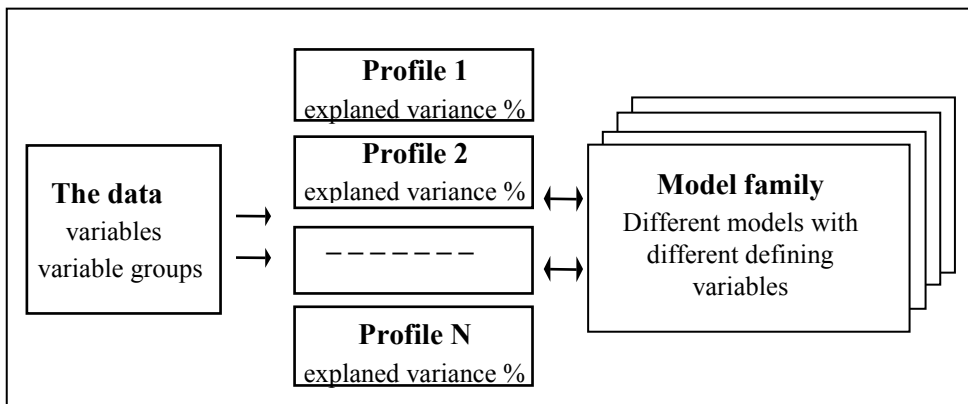 The data
variables
variable groups
Profile 1
explaned variance %
Profile 2
explaned variance %
Profile N
explaned variance %
Model family
Different models with
different defining
variables